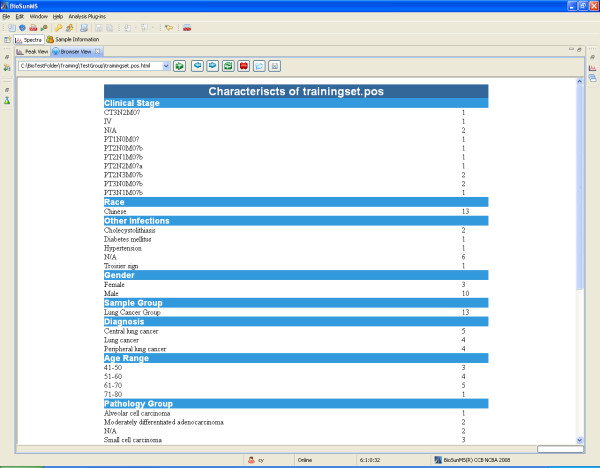 BioSunMS
File Edit Window Help Analysis Plug-ins
Spectra Sample Information
Peak View Browser View
C:\BioTestFolder\Training\TestGroup\trainingset.pos.html
Characteriscts of trainingset.pos
Clinical Stage
CT3N2M0? 1
IV 1
N/A 2
PT1N0M0? 1
PT2N0M0?b 1
PT2N1M0?b 1
PT2N2M0?a 1
PT2N3M0?b 2
PT3N0M0?b 2
PT3N1M0?b 1
Race
Chinese 13
Other Infections
Cholecystolithiasis 2
Diabetes mellitus 1
Hypertension 1
N/A 6
Troisier sign 1
Gender
Female 3
Male 10
Sample Group
Lung Cancer Group 13
Diagnosis
Central lung cancer 5
Lung cancer 4
Peripheral lung cancer 4
Age Range
41-50 3
51-60 4
61-70 5
71-80 1
Pathology Group
Alveolar cell carcinoma 1
Moderately differentiated adenocarcinoma 2
N/A 2
Small cell carcinoma 3
cy Online 6:1:0:32 BioSunMS(R) CCB NCBA 2008